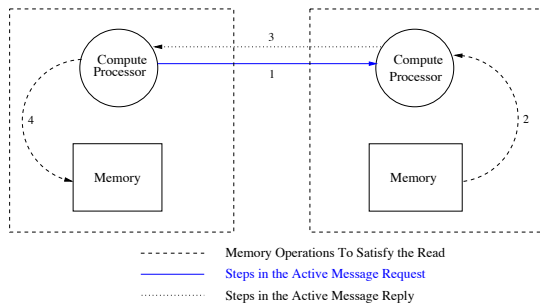 3
Compute
Processor
Compute
Processor
1
4
2
Memory
Memory
Memory Operations To Satisfy the Read
Steps in the Active Message Request
Steps in the Active Message Reply